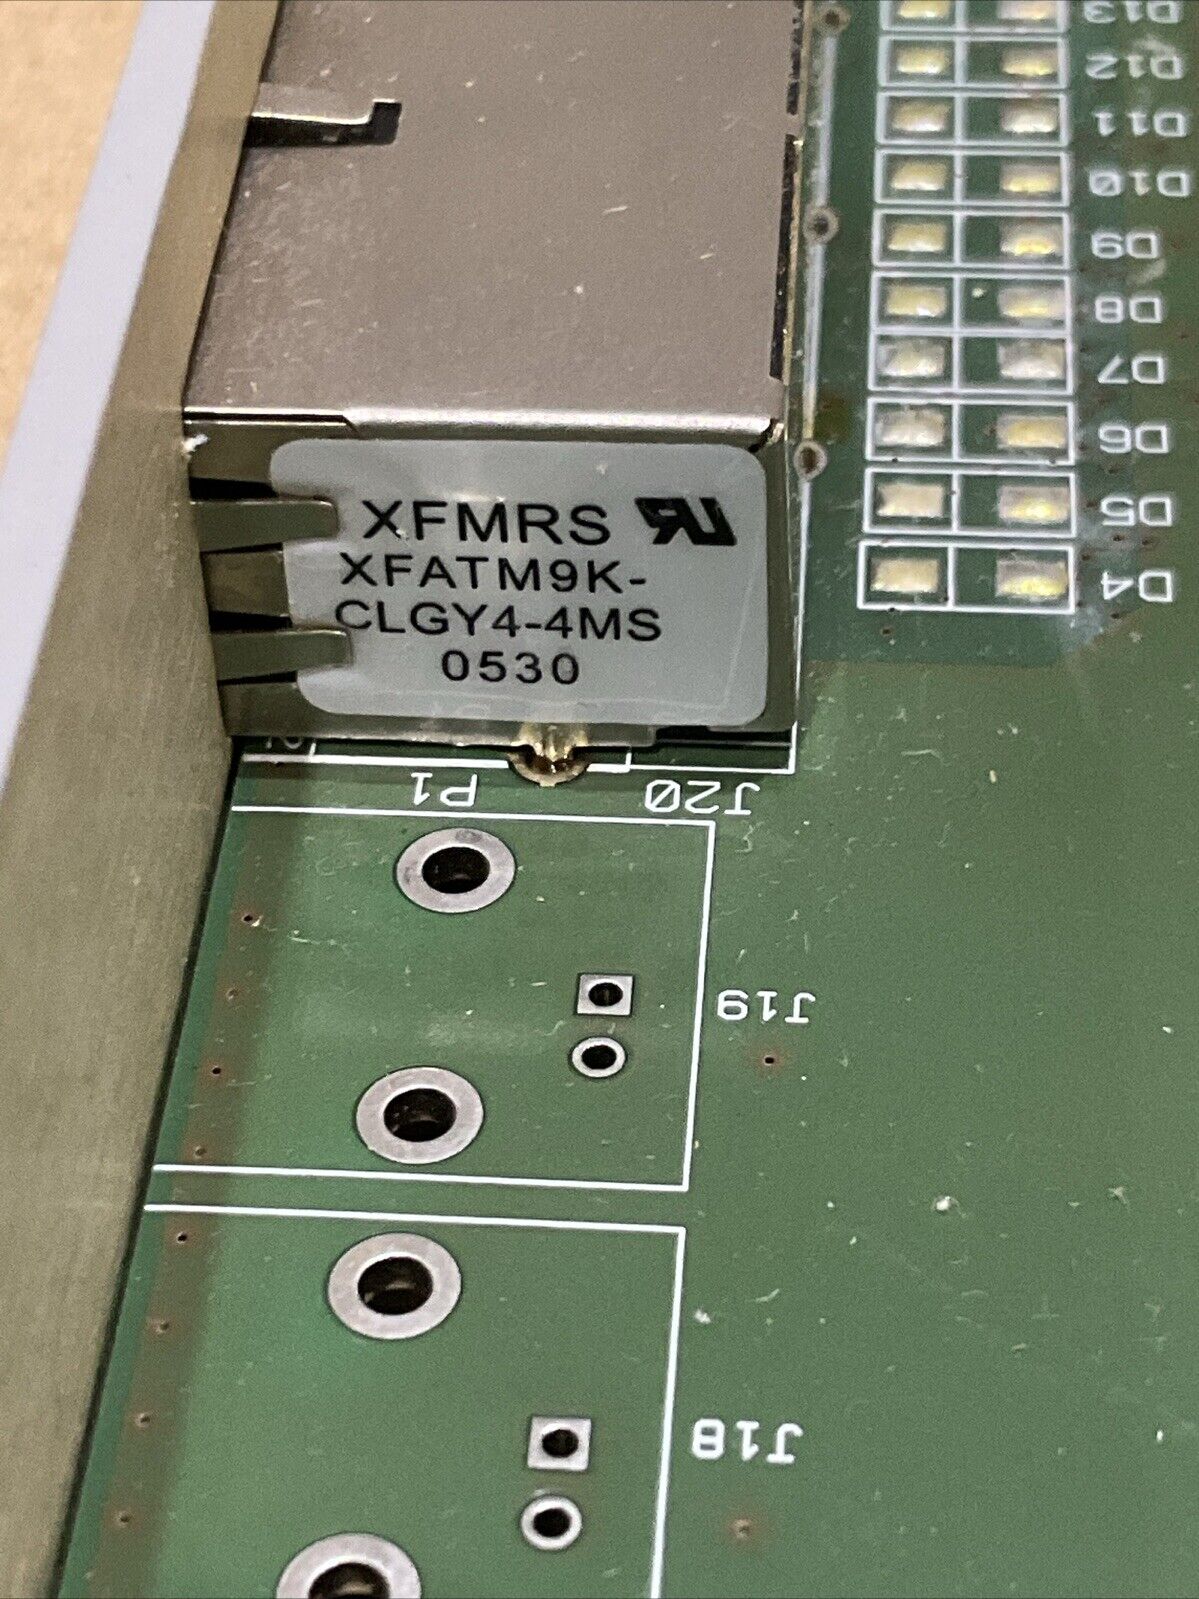 D13
D12
D11
D10
D9
D8
D7
D6
D5
D4
XFMRS
XFATM9K-
CLGY4-4MS
0530
P1
J20
J19
J18